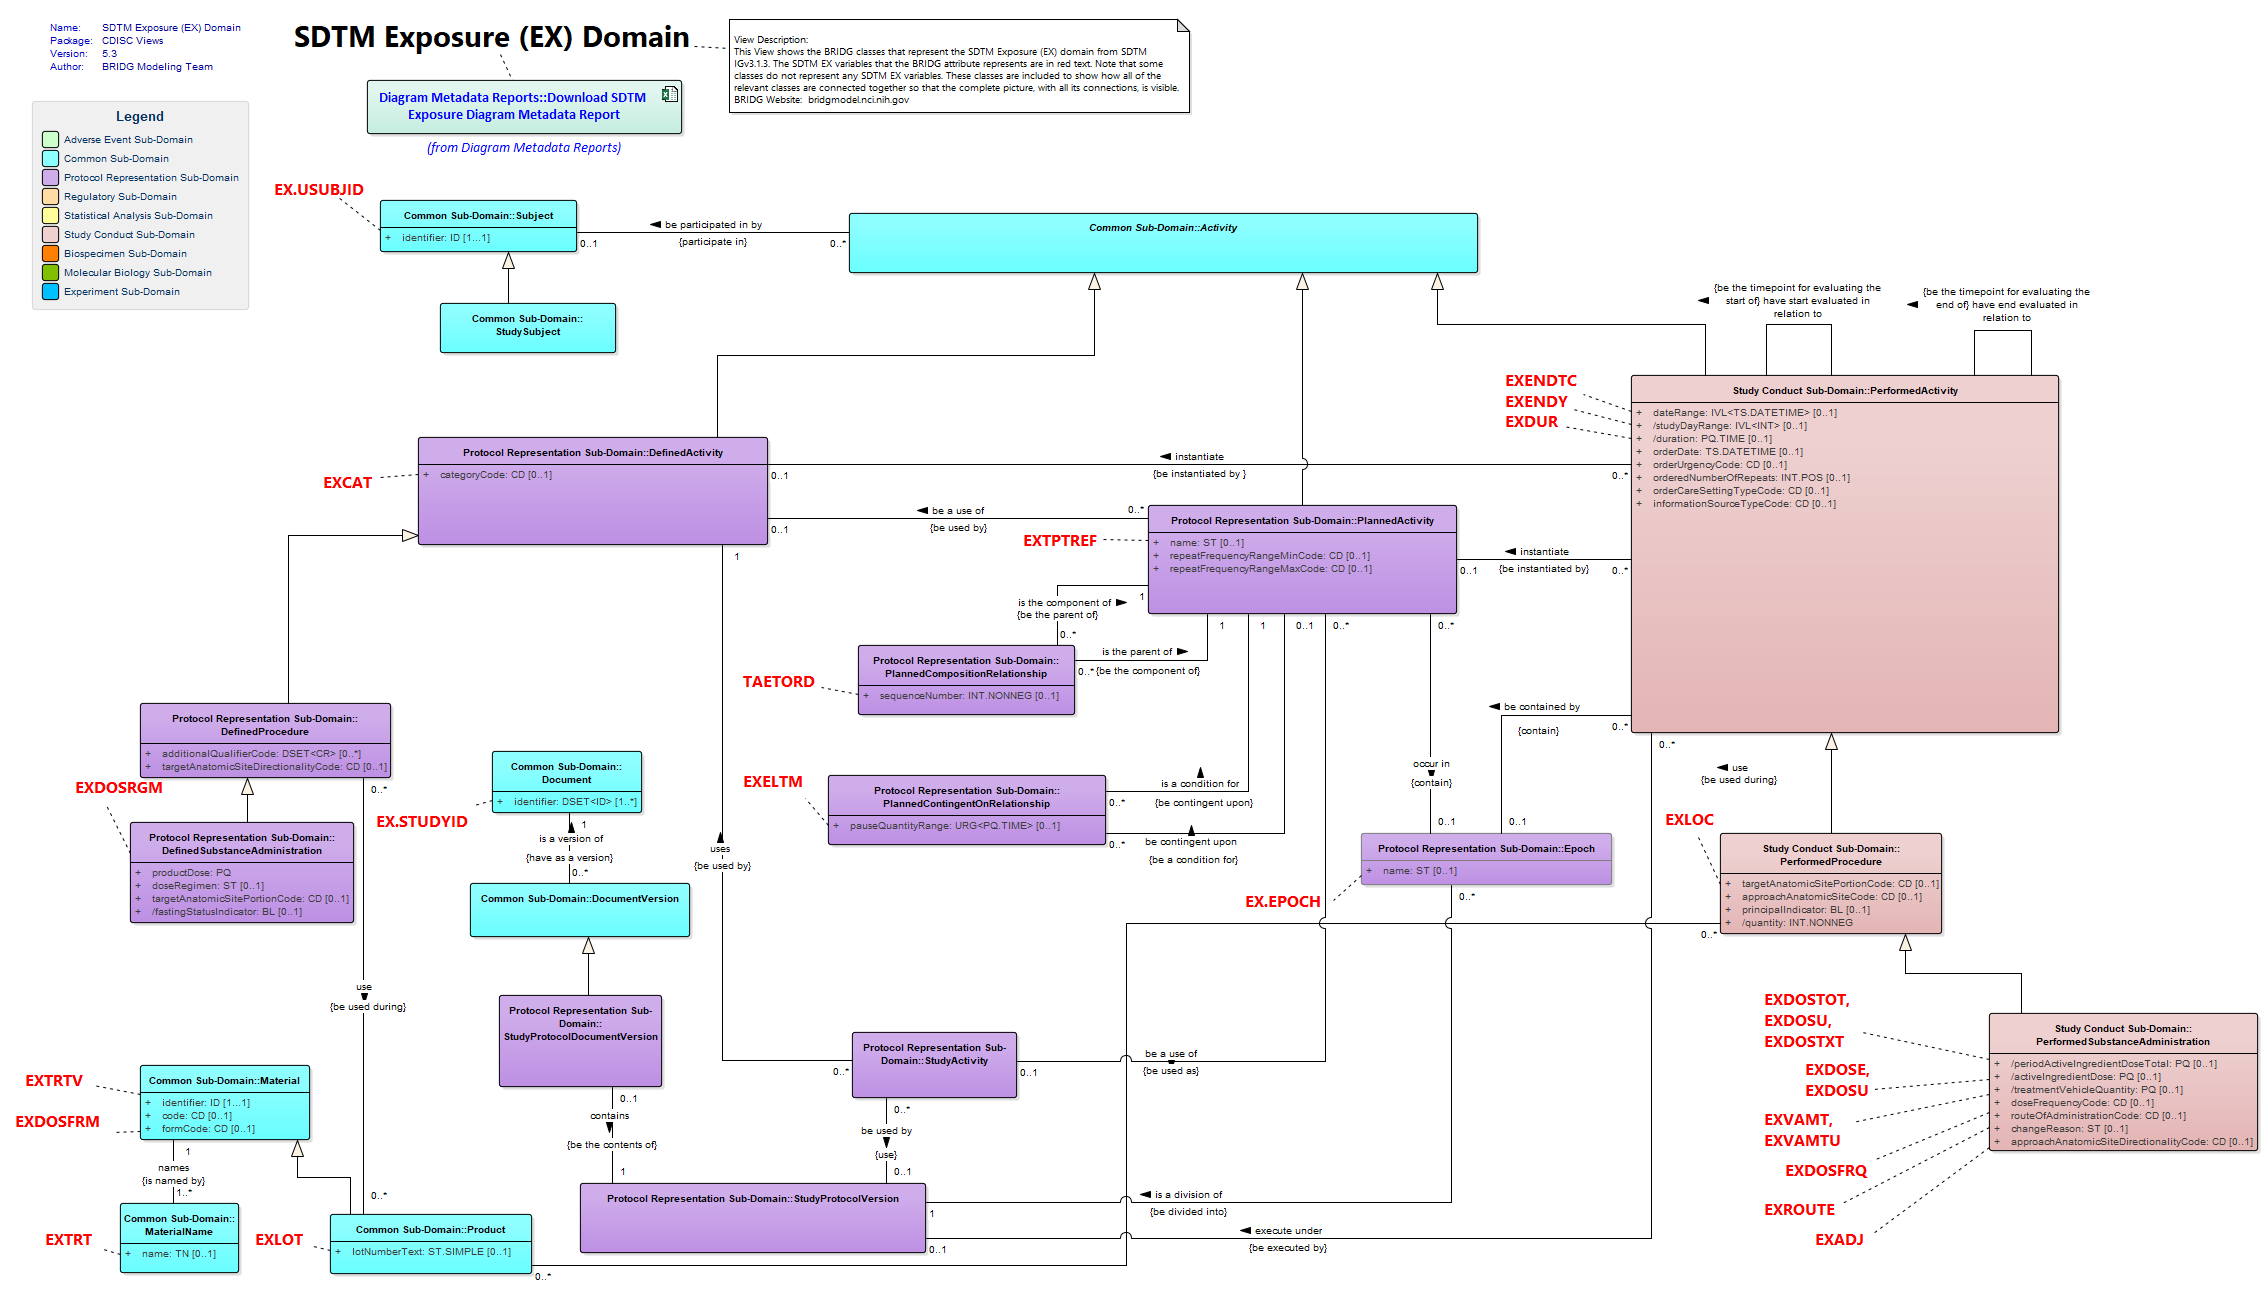 Name: SDTM Exposure (EX) Domain
Package: CDISC Views
Version: 5.3
Author: BRIDG Modeling Team
SDTM Exposure (EX) Domain
View Description:
This View shows the BRIDG classes that represent the SDTM Exposure (EX) domain from SDTM
IGv3.1.3. The SDTM EX variables that the BRIDG attribute represents are in red text. Note that some
classes do not represent any SDTM EX variables. These classes are included to show how all of the
relevant classes are connected together so that the complete picture, with all its connections, is visible.
BRIDG Website: bridgmodel.nci.nih.gov
Diagram Metadata Reports::Download SDTM
Exposure Diagram Metadata Report
(from Diagram Metadata Reports)
Legend
Adverse Event Sub-Domain
Common Sub-Domain
Protocol Representation Sub-Domain
Regulatory Sub-Domain
Statistical Analysis Sub-Domain
Study Conduct Sub-Domain
Biospecimen Sub-Domain
Molecular Biology Sub-Domain
Experiment Sub-Domain
EX.USUBJID
Common Sub-Domain::Subject
+ identifier: ID [1...1]
0..1
be participated in by
{participate in}
0..*
Common Sub-Domain::Activity
Common Sub-Domain::
StudySubject
{be the timepoint for evaluating the
start of} have start evaluated in
relation to
{be the timepoint for evaluating the
end of} have end evaluated in
relation to
EXENDTC
EXENDY
EXDUR
Study Conduct Sub-Domain::PerformedActivity
+ dateRange: IVL<TS.DATETIME> [0..1]
+ /studyDayRange: IVL<INT> [0..1]
+ /duration: PQ.TIME [0..1]
+ orderDate: TS.DATETIME [0..1]
+ orderUrgencyCode: CD [0..1]
+ orderedNumberOfRepeats: INT.POS [0..1]
+ orderCareSettingTypeCode: CD [0..1]
+ informationSourceTypeCode: CD [0..1]
EXCAT
Protocol Representation Sub-Domain::DefinedActivity
+ categoryCode: CD [0..1]
0..1
instantiate
{be instantiated by }
0..*
0..1
be a use of
{be used by}
0..*
1
EXTPTREF
Protocol Representation Sub-Domain::PlannedActivity
+ name: ST [0..1]
+ repeatFrequencyRangeMinCode: CD [0..1]
+ repeatFrequencyRangeMaxCode: CD [0..1]
0..1
instantiate
{be instantiated by}
0..*
is the component of
{be the parent of}
1
0..*
1
1
0..1
0..*
0..*
is the parent of
0..* {be the component of}
TAETORD
Protocol Representation Sub-Domain::
PlannedCompositionRelationship
+ sequenceNumber: INT.NONNEG [0..1]
be contained by
{contain}
0..*
0..*
use
{be used during}
Protocol Representation Sub-Domain::
DefinedProcedure
+ additionalQualifierCode: DSET<CR> [0..*]
+ targetAnatomicSiteDirectionalityCode: CD [0..1]
0..*
EXDOSRGM
Protocol Representation Sub-Domain::
DefinedSubstanceAdministration
+ productDose: PQ
+ doseRegimen: ST [0..1]
+ targetAnatomicSitePortionCode: CD [0..1]
+ /fastingStatusIndicator: BL [0..1]
Common Sub-Domain::
Document
+ identifier: DSET<ID> [1..*]
EX.STUDYID
1
is a version of
{have as a version}
0..*
Common Sub-Domain::DocumentVersion
uses
{be used by}
EXELTM
Protocol Representation Sub-Domain::
PlannedContingentOnRelationship
+ pauseQuantityRange: URG<PQ.TIME> [0..1]
0..*
is a condition for
{be contingent upon}
0..*
be contingent upon
{be a condition for}
occur in
{contain}
0..1
0..1
Protocol Representation Sub-Domain::Epoch
+ name: ST [0..1]
EX.EPOCH
0..*
EXLOC
Study Conduct Sub-Domain::
PerformedProcedure
+ targetAnatomicSitePortionCode: CD [0..1]
+ approachAnatomicSiteCode: CD [0..1]
+ principalIndicator: BL [0..1]
+ /quantity: INT.NONNEG
0..*
use
{be used during}
Protocol Representation Sub-
Domain::
StudyProtocolDocumentVersion
0..1
contains
{be the contents of}
1
Protocol Representation Sub-
Domain::StudyActivity
0..*
0..1
be a use of
{be used as}
0..*
be used by
{use}
0..1
EXDOSTOT,
EXDOSU,
EXDOSTXT
EXDOSE,
EXDOSU
EXVAMT,
EXVAMTU
EXDOSFRQ
EXROUTE
EXADJ
Study Conduct Sub-Domain::
PerformedSubstanceAdministration
+ /periodActiveIngredientDoseTotal: PQ [0..1]
+ /activeIngredientDose: PQ [0..1]
+ /treatmentVehicleQuantity: PQ [0..1]
+ doseFrequencyCode: CD [0..1]
+ routeOfAdministrationCode: CD [0..1]
+ changeReason: ST [0..1]
+ approachAnatomicSiteDirectionalityCode: CD [0..1]
EXTRTV
EXDOSFRM
Common Sub-Domain::Material
+ identifier: ID [1...1]
+ code: CD [0..1]
+ formCode: CD [0..1]
1
names
{is named by}
1..*
Common Sub-Domain::
MaterialName
+ name: TN [0..1]
EXTRT
EXLOT
0..*
Common Sub-Domain::Product
+ lotNumberText: ST.SIMPLE [0..1]
0..*
Protocol Representation Sub-Domain::StudyProtocolVersion
is a division of
{be divided into}
1
execute under
{be executed by}
0..1